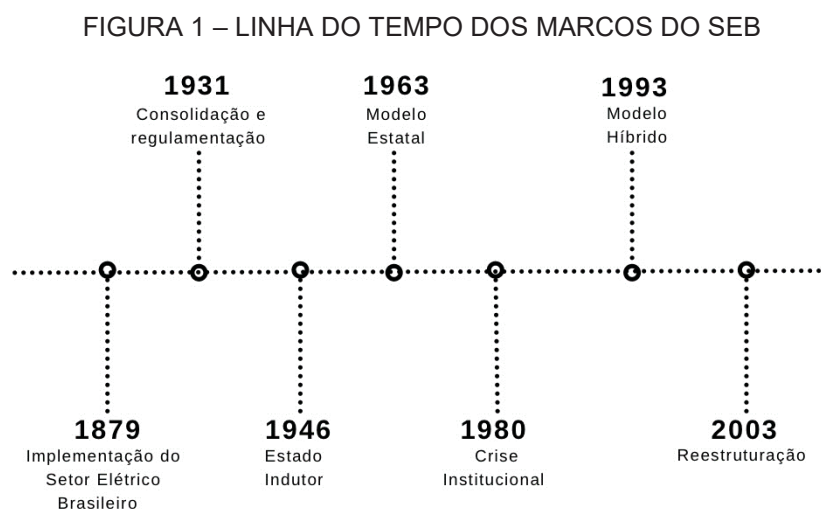 FIGURA 1 – LINHA DO TEMPO DOS MARCOS DO SEB
1931
Consolidação e
regulamentação
1963
Modelo
Estatal
1993
Modelo
Híbrido
1879
Implementação do
Setor Elétrico
Brasileiro
1946
Estado
Indutor
1980
Crise
Institucional
2003
Reestruturação